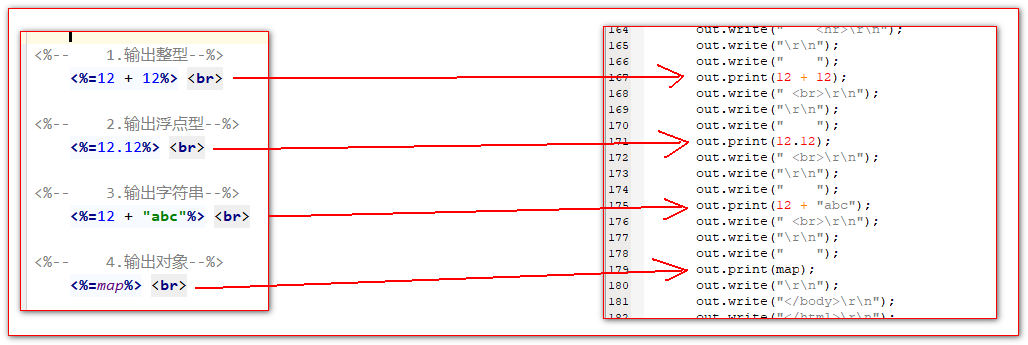 <%--    1.输出整型--%>
<%=12 + 12%> <br>
<%--    2.输出浮点型--%>
<%=12.12%> <br>
<%--    3.输出字符串--%>
<%=12 + "abc"%> <br>
<%--    4.输出对象--%>
<%=map%> <br>
164 out.write("    <hr>\r\n");
165 out.write("\r\n");
166 out.write("    ");
167 out.print(12 + 12);
168 out.write(" <br>\r\n");
169 out.write("\r\n");
170 out.write("    ");
171 out.print(12.12);
172 out.write(" <br>\r\n");
173 out.write("\r\n");
174 out.write("    ");
175 out.print(12 + "abc");
176 out.write(" <br>\r\n");
177 out.write("\r\n");
178 out.write("    ");
179 out.print(map);
180 out.write("\r\n");
181 out.write("</body>\r\n");
182 out.write("</html>\r\n");